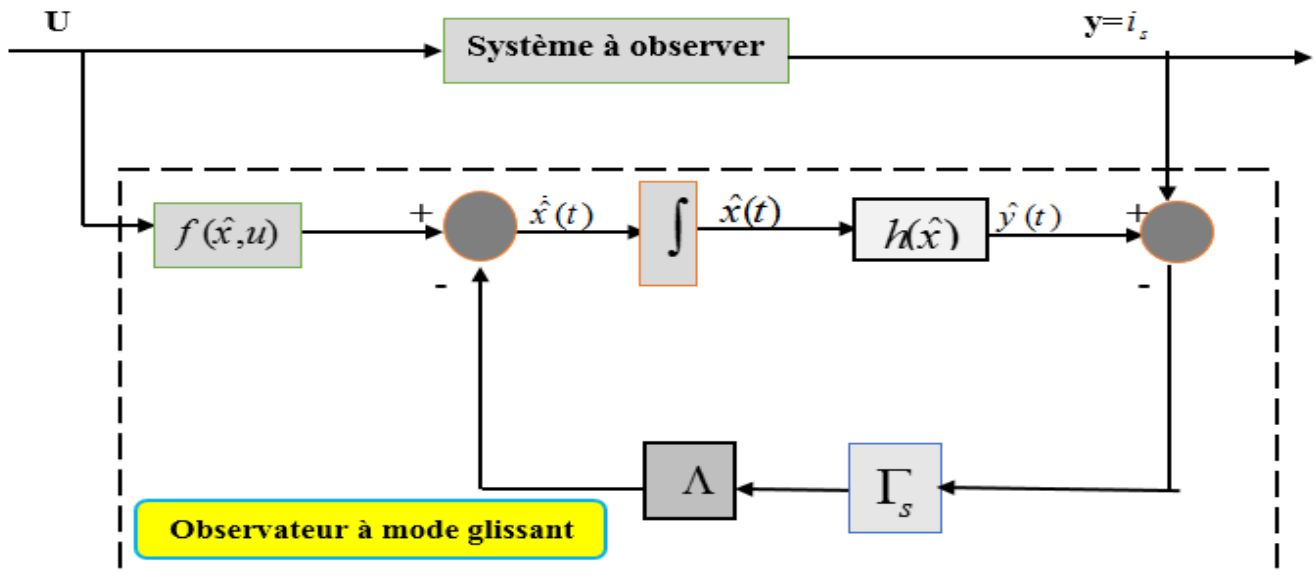 U
Système à observer
y=i_s
f(x̂,u)
+
-
x̂̇(t)
∫
x̂(t)
h(x̂)
ŷ(t)
+
-
Λ
Γ_s
Observateur à mode glissant